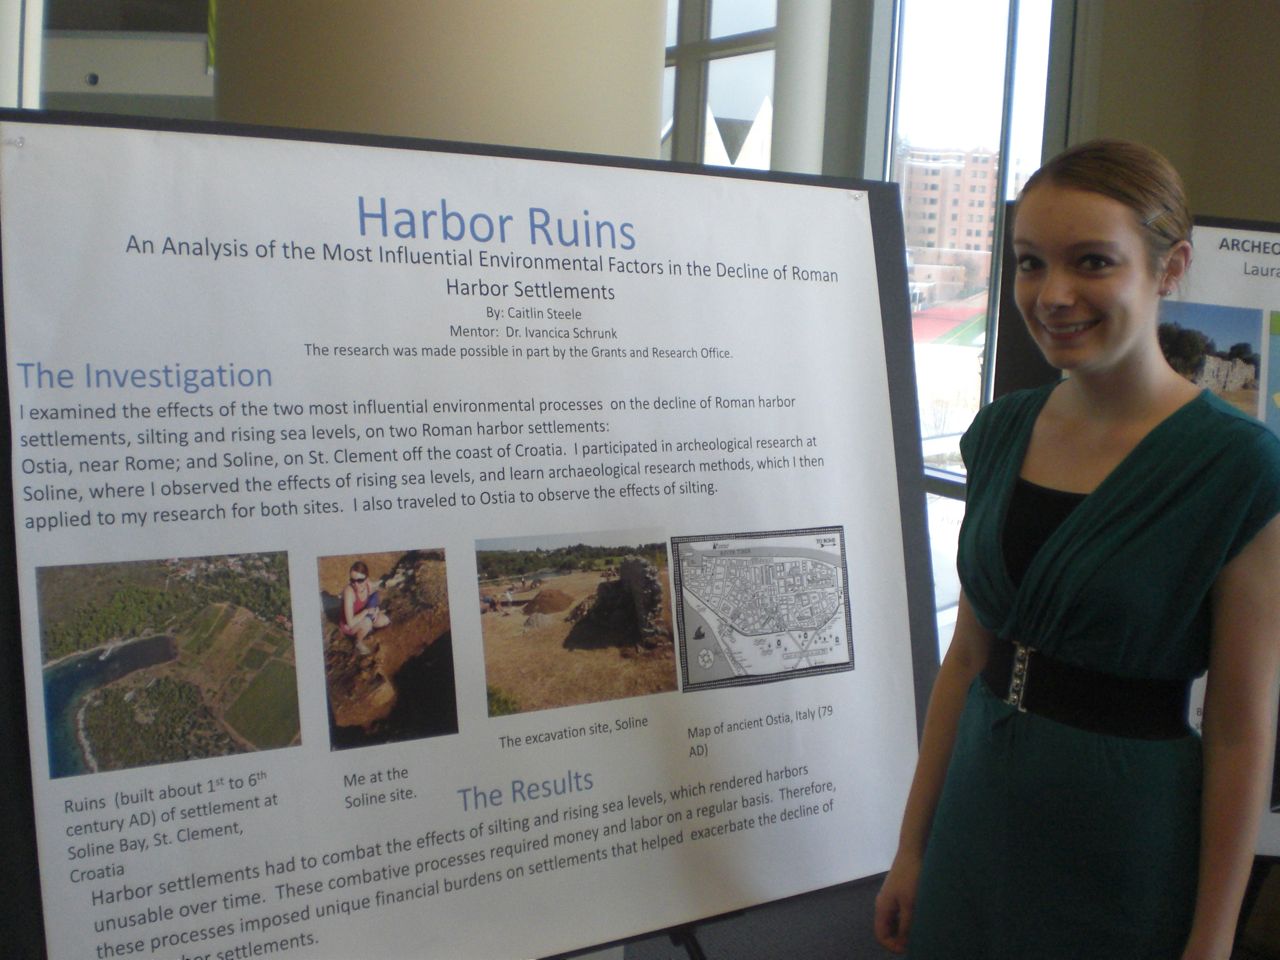 Harbor Ruins
An Analysis of the Most Influential Environmental Factors in the Decline of Roman
Harbor Settlements
By: Caitlin Steele
Mentor: Dr. Ivancica Schrunk
The research was made possible in part by the Grants and Research Office.
The Investigation
I examined the effects of the two most influential environmental processes on the decline of Roman harbor
settlements, silting and rising sea levels, on two Roman harbor settlements:
Ostia, near Rome; and Soline, on St. Clement off the coast of Croatia. I participated in archeological research at
Soline, where I observed the effects of rising sea levels, and learn archaeological research methods, which I then
applied to my research for both sites. I also traveled to Ostia to observe the effects of silting.
TO ROME
Ruins (built about 1st to 6th
century AD) of settlement at
Soline Bay, St. Clement,
Croatia
Me at the
Soline site.
The excavation site, Soline
Map of ancient Ostia, Italy (79
AD)
The Results
Harbor settlements had to combat the effects of silting and rising sea levels, which rendered harbors
unusable over time. These combative processes required money and labor on a regular basis. Therefore,
these processes imposed unique financial burdens on settlements that helped exacerbate the decline of
settlements.
ARCHEO
Laura